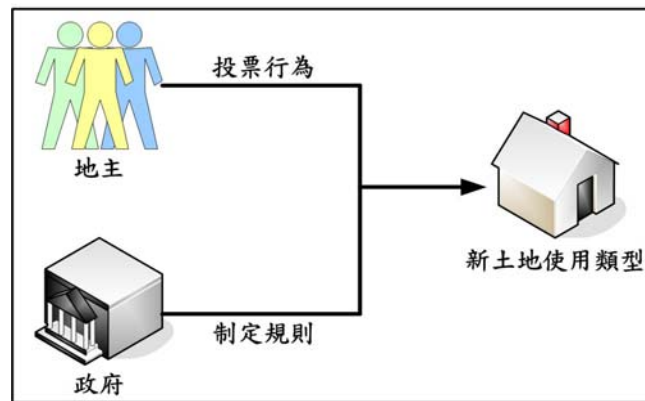 投票行為
地主
新土地使用類型
制定規則
政府